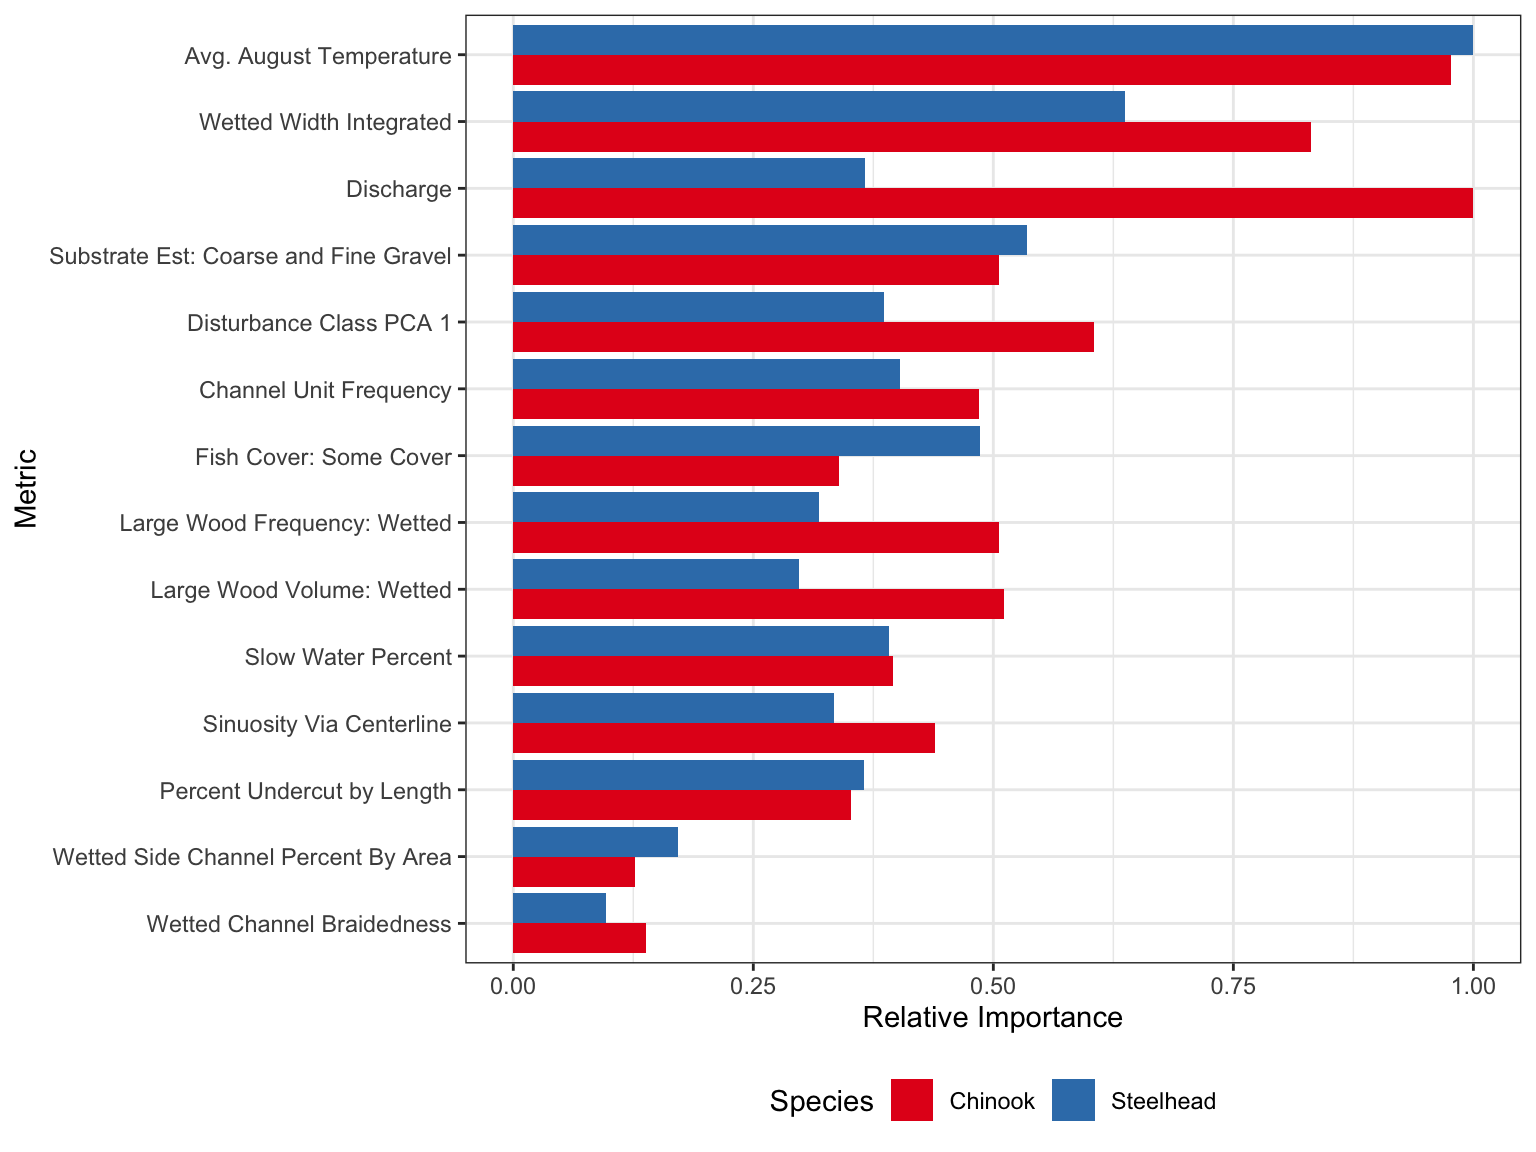 Avg. August Temperature
Wetted Width Integrated
Discharge
Substrate Est: Coarse and Fine Gravel
Disturbance Class PCA 1
Channel Unit Frequency
Fish Cover: Some Cover
Large Wood Frequency: Wetted
Large Wood Volume: Wetted
Slow Water Percent
Sinuosity Via Centerline
Percent Undercut by Length
Wetted Side Channel Percent By Area
Wetted Channel Braidedness
Metric
0.00 0.25 0.50 0.75 1.00
Relative Importance
Species Chinook Steelhead